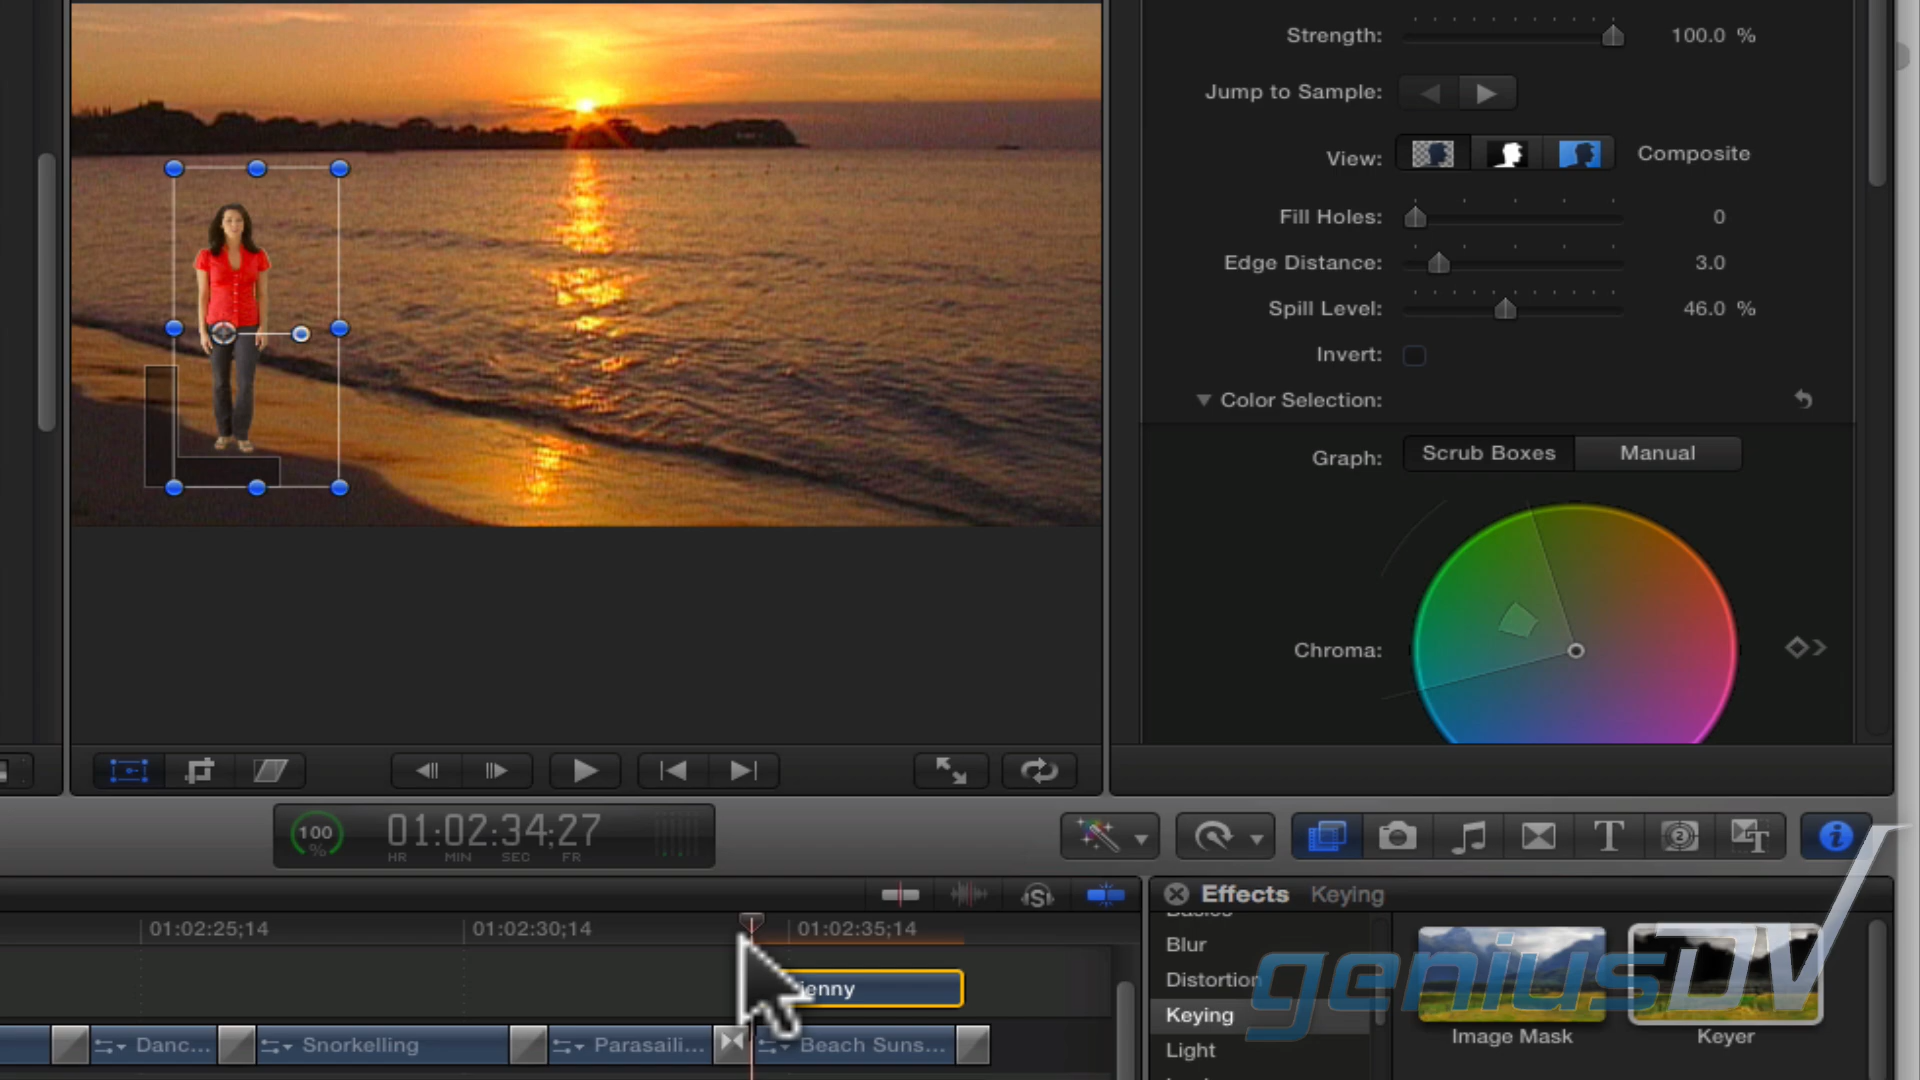 Strength: 100.0 %
Jump to Sample:
View: Composite
Fill Holes: 0
Edge Distance: 3.0
Spill Level: 46.0 %
Invert:
Color Selection:
Graph: Scrub Boxes Manual
Chroma:
100 %
01:02:34;27
HR MIN SEC FR
Effects Keying
01:02:25;14 01:02:30;14 01:02:35;14
Basics
Blur
Distortion
Keying
Light
Image Mask Keyer
enny
Danc... Snorkelling Parasaili... Beach Suns...
geniusDV